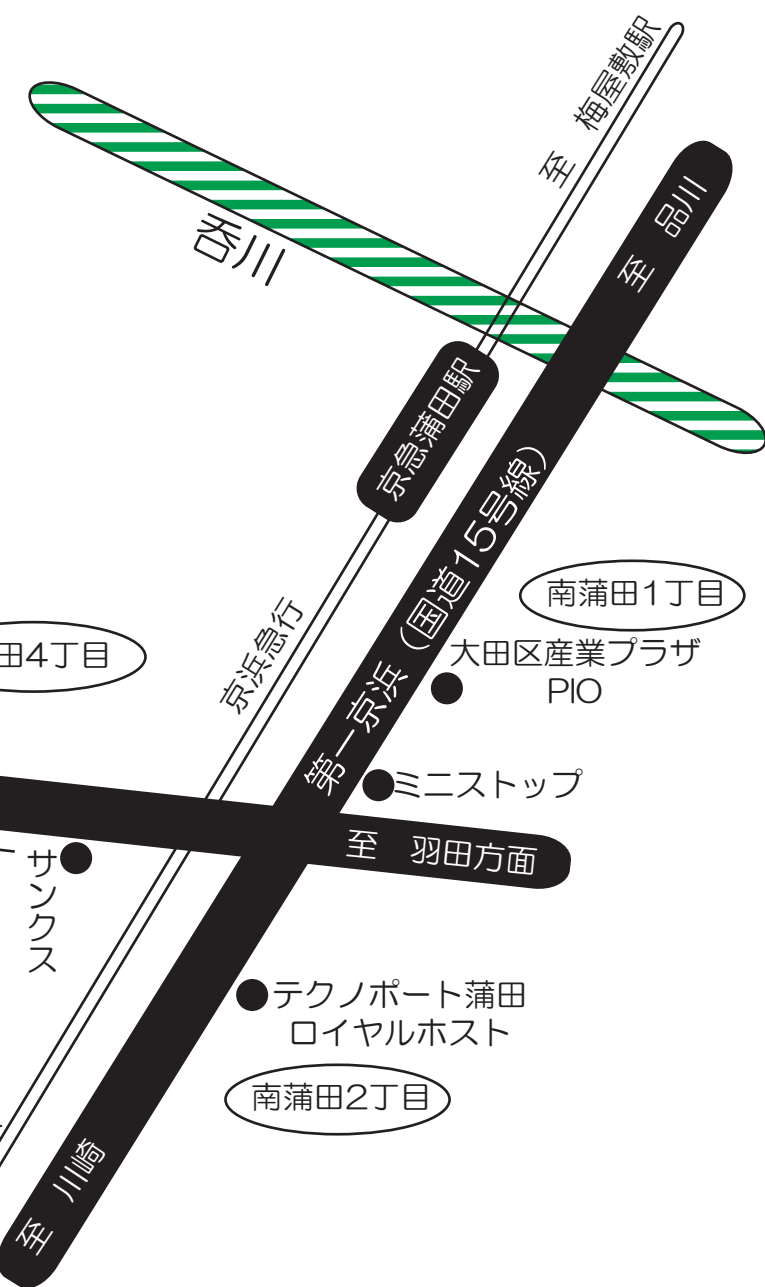 至　梅屋敷駅
至　品川
呑川
京急蒲田駅
第一京浜（国道15号線）
南蒲田1丁目
田4丁目
京浜急行
大田区産業プラザ
PIO
ミニストップ
至　羽田方面
サンクス
テクノポート蒲田
ロイヤルホスト
南蒲田2丁目
至　川崎